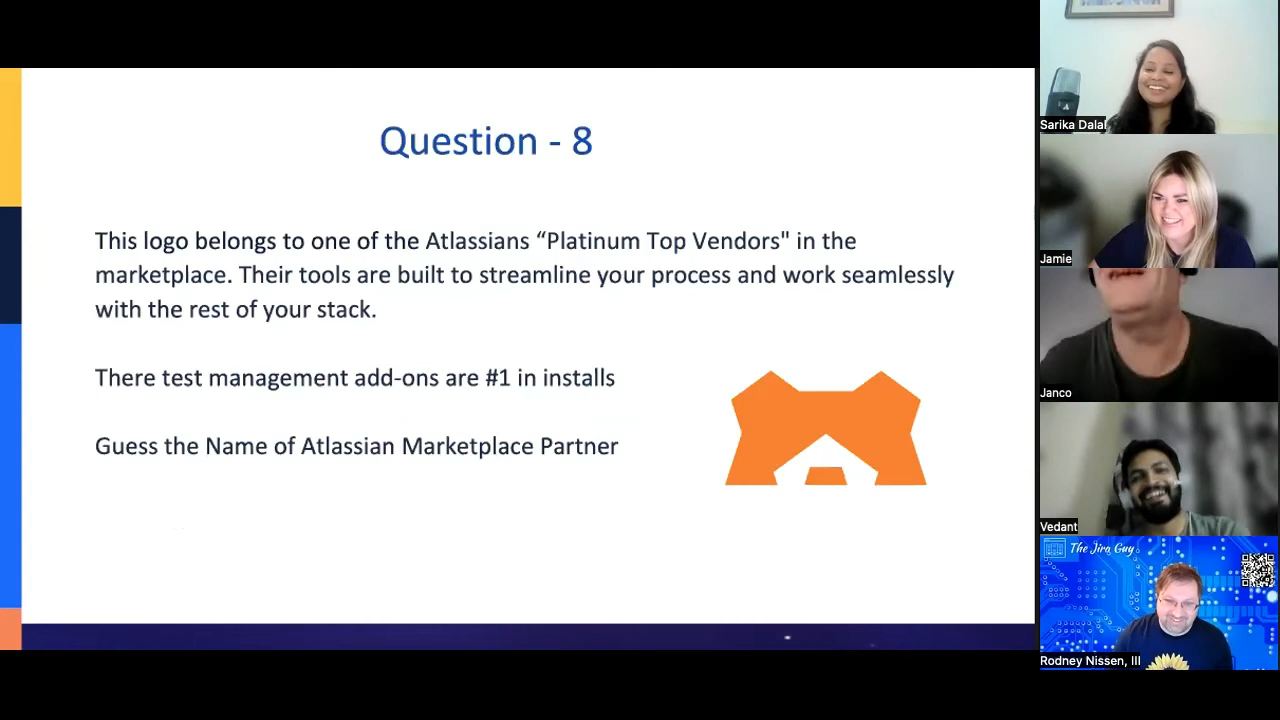 Question - 8
This logo belongs to one of the Atlassians “Platinum Top Vendors" in the
marketplace. Their tools are built to streamline your process and work seamlessly
with the rest of your stack.
There test management add-ons are #1 in installs
Guess the Name of Atlassian Marketplace Partner
Sarika Dalal
Jamie
Janco
Vedant
The Jira Guy
Rodney Nissen, III